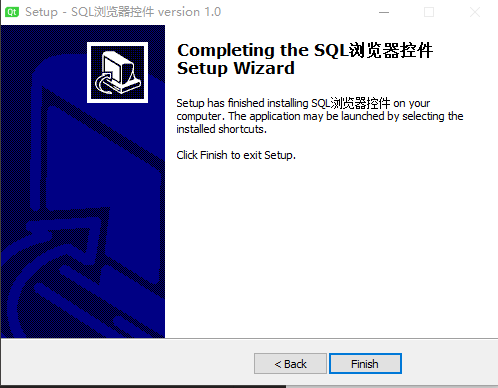 Qt Setup - SQL浏览器控件 version 1.0
Completing the SQL浏览器控件
Setup Wizard
Setup has finished installing SQL浏览器控件 on your
computer. The application may be launched by selecting the
installed shortcuts.
Click Finish to exit Setup.
< Back Finish